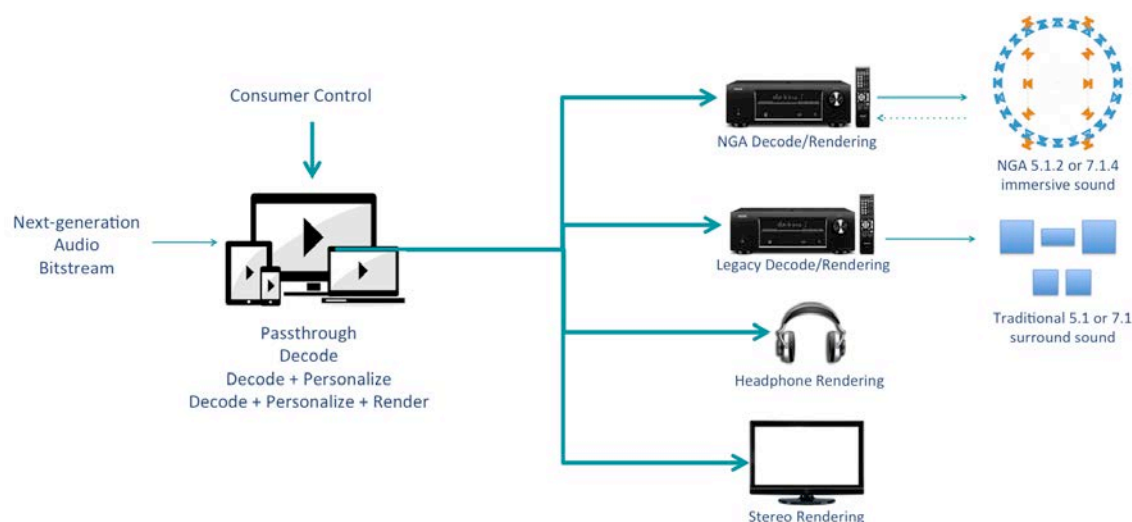 Consumer Control
Next-generation
Audio
Bitstream
Passthrough
Decode
Decode + Personalize
Decode + Personalize + Render
NGA Decode/Rendering
NGA 5.1.2 or 7.1.4
immersive sound
Legacy Decode/Rendering
Traditional 5.1 or 7.1
surround sound
Headphone Rendering
Stereo Rendering